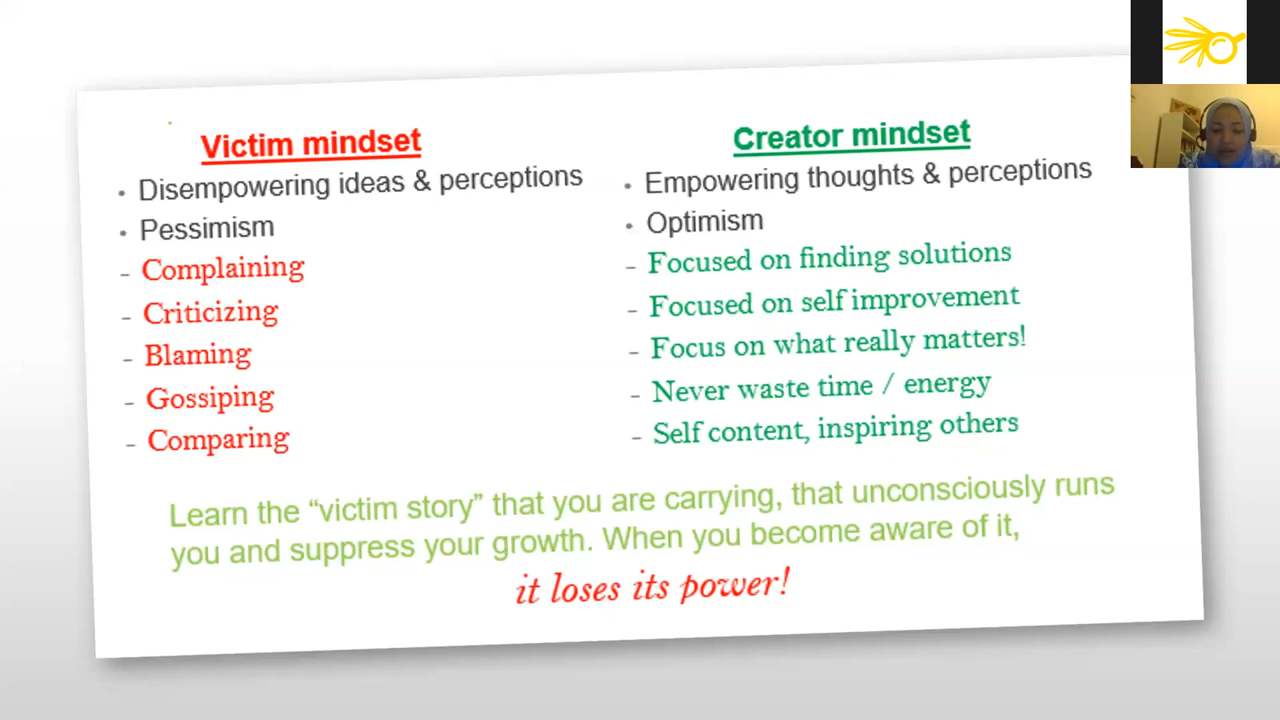 Victim mindset
• Disempowering ideas & perceptions
• Pessimism
- Complaining
- Criticizing
- Blaming
- Gossiping
- Comparing
Creator mindset
• Empowering thoughts & perceptions
• Optimism
- Focused on finding solutions
- Focused on self improvement
- Focus on what really matters!
- Never waste time / energy
- Self content, inspiring others
Learn the “victim story” that you are carrying, that unconsciously runs
you and suppress your growth. When you become aware of it,
it loses its power!